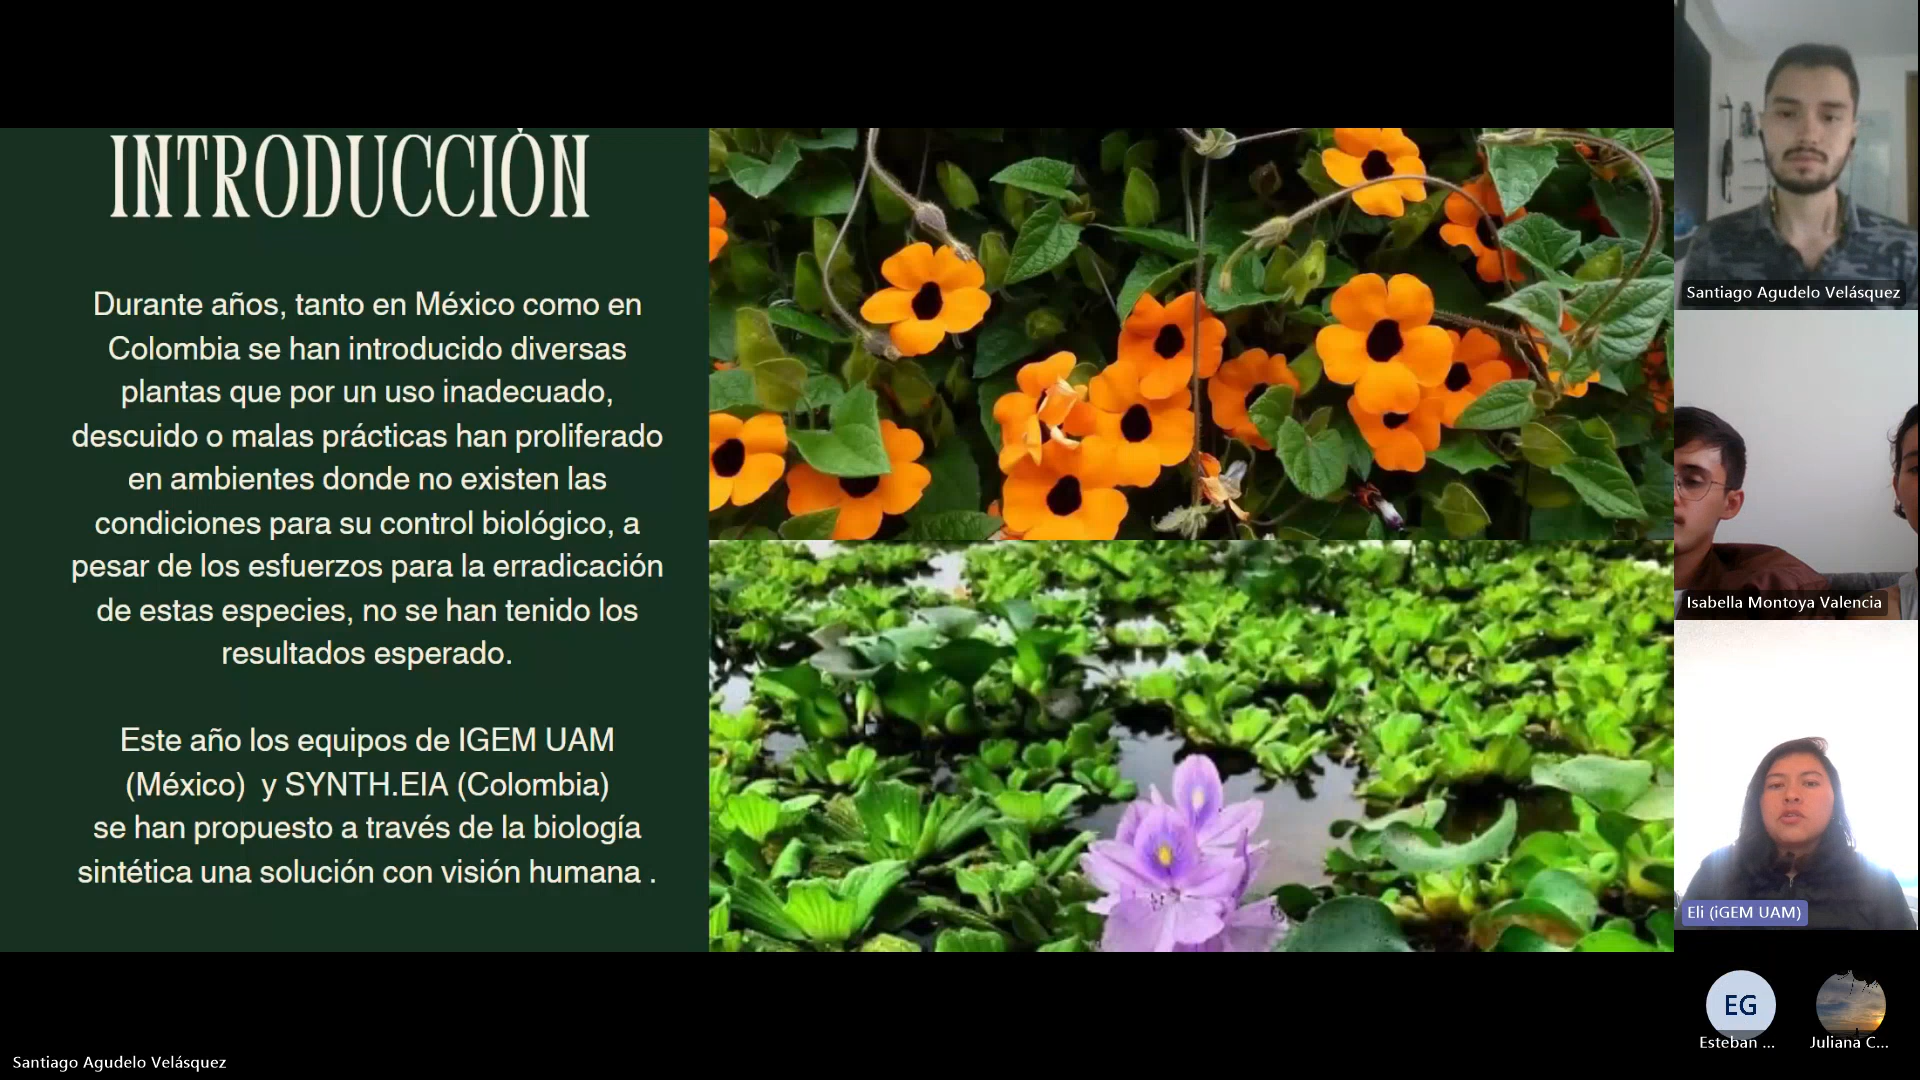 INTRODUCCIÓN
Durante años, tanto en México como en
Colombia se han introducido diversas
plantas que por un uso inadecuado,
descuido o malas prácticas han proliferado
en ambientes donde no existen las
condiciones para su control biológico, a
pesar de los esfuerzos para la erradicación
de estas especies, no se han tenido los
resultados esperado.
Este año los equipos de IGEM UAM
(México) y SYNTH.EIA (Colombia)
se han propuesto a través de la biología
sintética una solución con visión humana .
Santiago Agudelo Velásquez
Isabella Montoya Valencia
Eli (iGEM UAM)
EG
Esteban ...
Juliana C...
Santiago Agudelo Velásquez